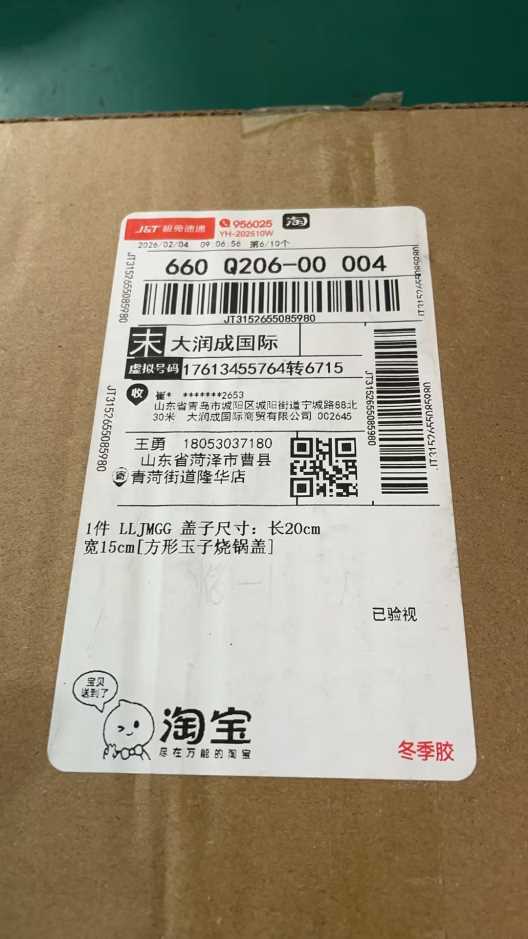 J&T 极兔速递 956025 淘
YH-202510W
2026/02/04 09:06:56 第6/10个
660 Q206-00 004
JT3152655085980
JT3152655085980
JT3152655085980
末 大润成国际
虚拟号码 17613455764转6715
收 崔* *******2653
山东省青岛市城阳区城阳街道宁城路88北
30米 大润成国际商贸有限公司 002645
JT3152655085980
JT3152655085980
JT3152655085980
王勇 18053037180
山东省菏泽市曹县
寄 青菏街道隆华店
1件 LLJMGG 盖子尺寸：长20cm
宽15cm[方形玉子烧锅盖]
已验视
宝贝
送到了
淘宝
尽在万能的淘宝
冬季胶